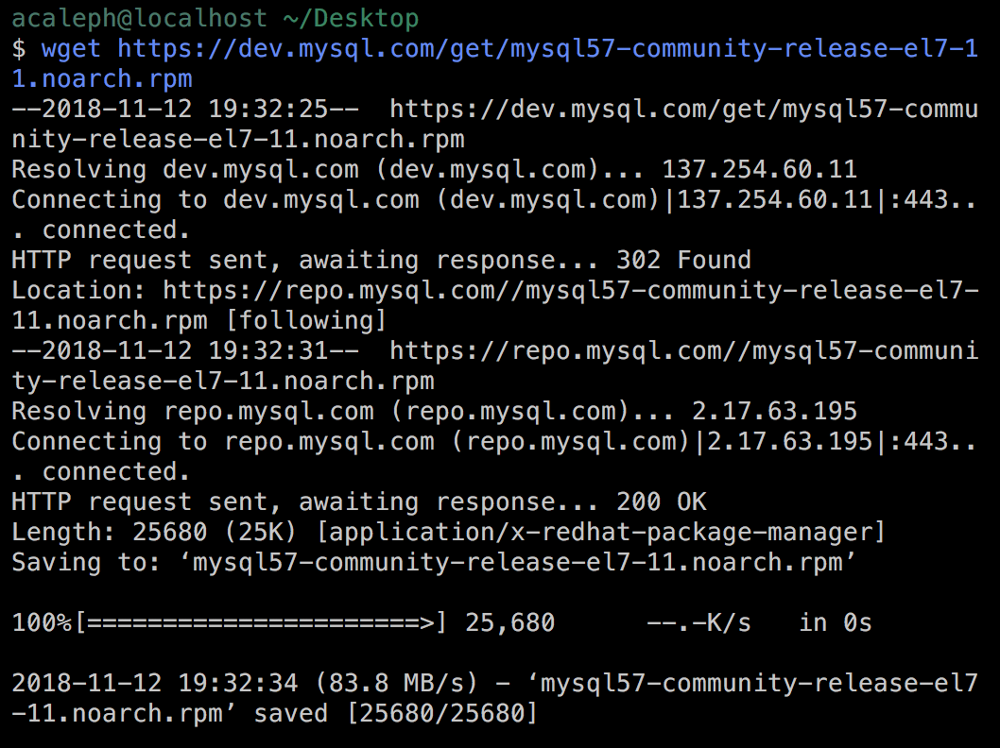 acaleph@localhost ~/Desktop
$ wget https://dev.mysql.com/get/mysql57-community-release-el7-1
1.noarch.rpm
--2018-11-12 19:32:25--  https://dev.mysql.com/get/mysql57-commu
nity-release-el7-11.noarch.rpm
Resolving dev.mysql.com (dev.mysql.com)... 137.254.60.11
Connecting to dev.mysql.com (dev.mysql.com)|137.254.60.11|:443..
. connected.
HTTP request sent, awaiting response... 302 Found
Location: https://repo.mysql.com//mysql57-community-release-el7-
11.noarch.rpm [following]
--2018-11-12 19:32:31--  https://repo.mysql.com//mysql57-communi
ty-release-el7-11.noarch.rpm
Resolving repo.mysql.com (repo.mysql.com)... 2.17.63.195
Connecting to repo.mysql.com (repo.mysql.com)|2.17.63.195|:443..
. connected.
HTTP request sent, awaiting response... 200 OK
Length: 25680 (25K) [application/x-redhat-package-manager]
Saving to: ‘mysql57-community-release-el7-11.noarch.rpm’
100%[======================>] 25,680      --.-K/s   in 0s
2018-11-12 19:32:34 (83.8 MB/s) - ‘mysql57-community-release-el7
-11.noarch.rpm’ saved [25680/25680]